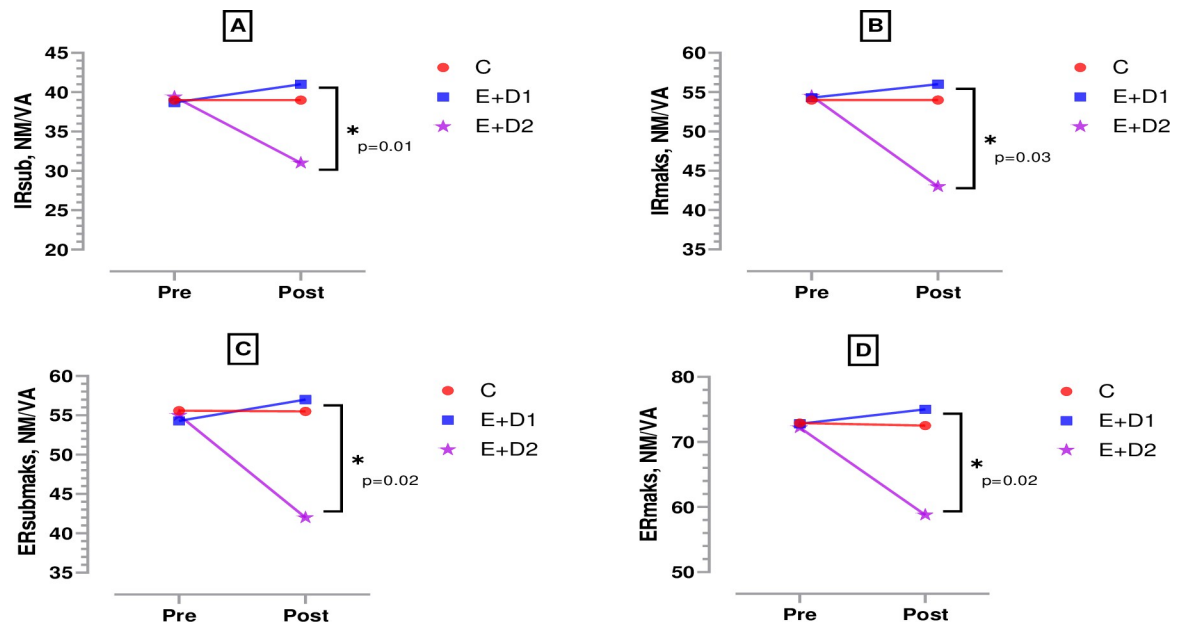 A
IRsub, NM/VA
45
40
35
30
25
20
Pre Post
C
E+D1
E+D2
*
p=0.01
B
IRmaks, NM/VA
60
55
50
45
40
35
Pre Post
C
E+D1
E+D2
*
p=0.03
C
ERsubmaks, NM/VA
60
55
50
45
40
35
Pre Post
C
E+D1
E+D2
*
p=0.02
D
ERmaks, NM/VA
80
70
60
50
Pre Post
C
E+D1
E+D2
*
p=0.02